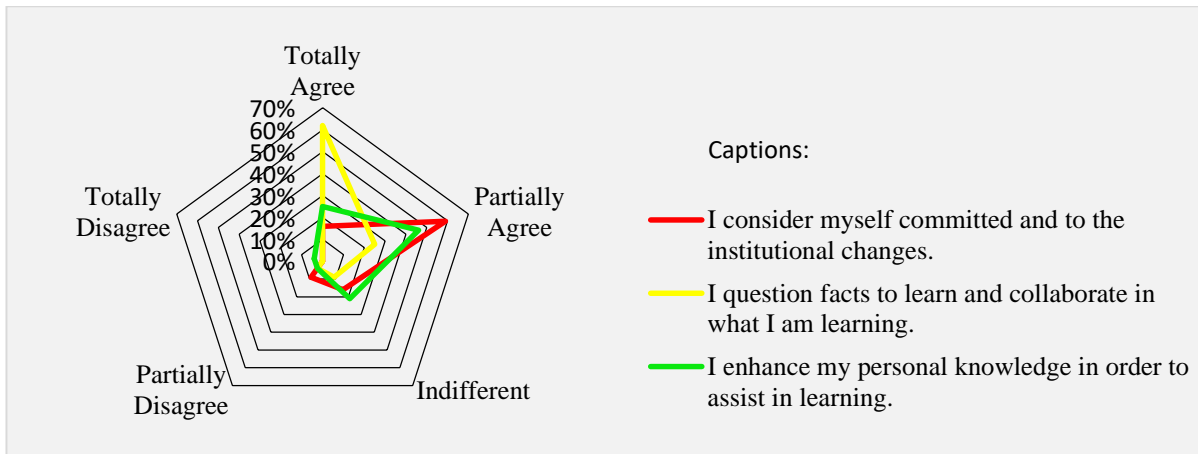 Totally
Agree
70%
60%
50%
40%
30%
20%
10%
0%
Partially
Agree
Indifferent
Partially
Disagree
Totally
Disagree
Captions:
I consider myself committed and to the
institutional changes.
I question facts to learn and collaborate in
what I am learning.
I enhance my personal knowledge in order to
assist in learning.